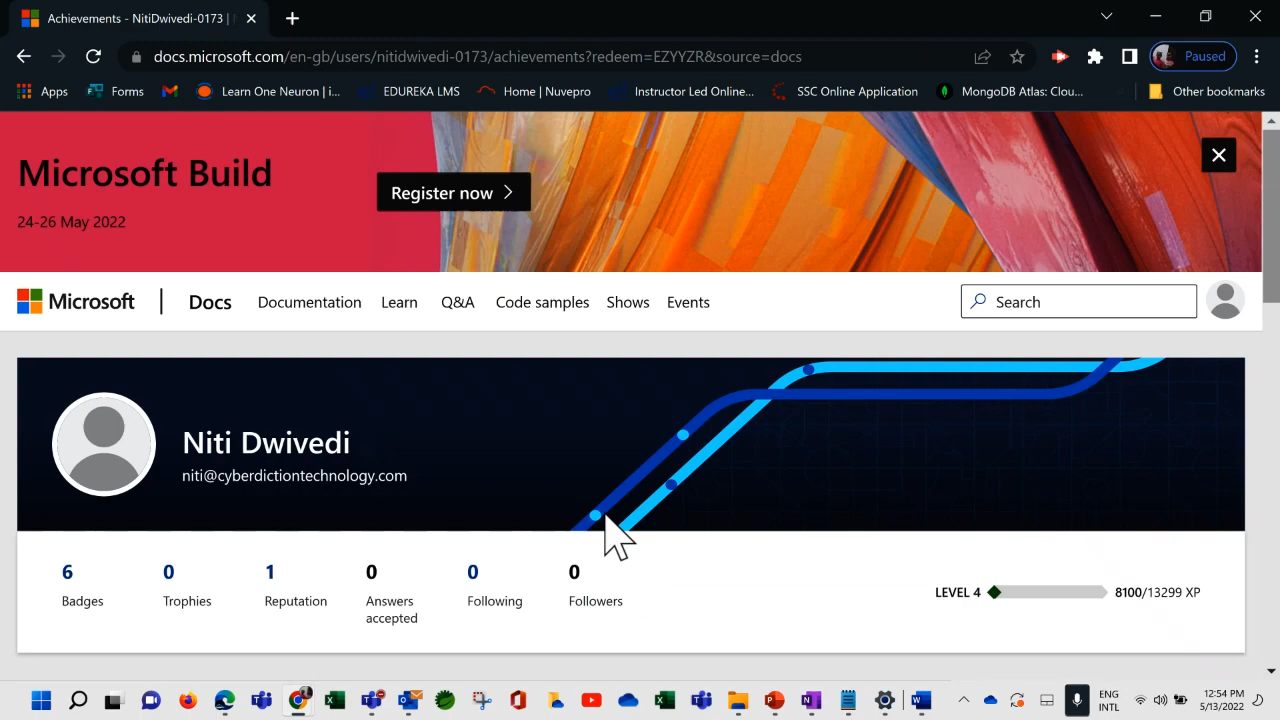 Achievements - NitiDwivedi-0173 |
docs.microsoft.com/en-gb/users/nitidwivedi-0173/achievements?redeem=EZYYZR&source=docs
Paused
Apps
Forms
Learn One Neuron | i...
EDUREKA LMS
Home | Nuvepro
Instructor Led Online...
SSC Online Application
MongoDB Atlas: Clou...
Other bookmarks
Microsoft Build
24-26 May 2022
Register now
Microsoft
Docs
Documentation
Learn
Q&A
Code samples
Shows
Events
Search
Niti Dwivedi
niti@cyberdictiontechnology.com
6
Badges
0
Trophies
1
Reputation
0
Answers
accepted
0
Following
0
Followers
LEVEL 4
8100/13299 XP
ENG
INTL
12:54 PM
5/13/2022